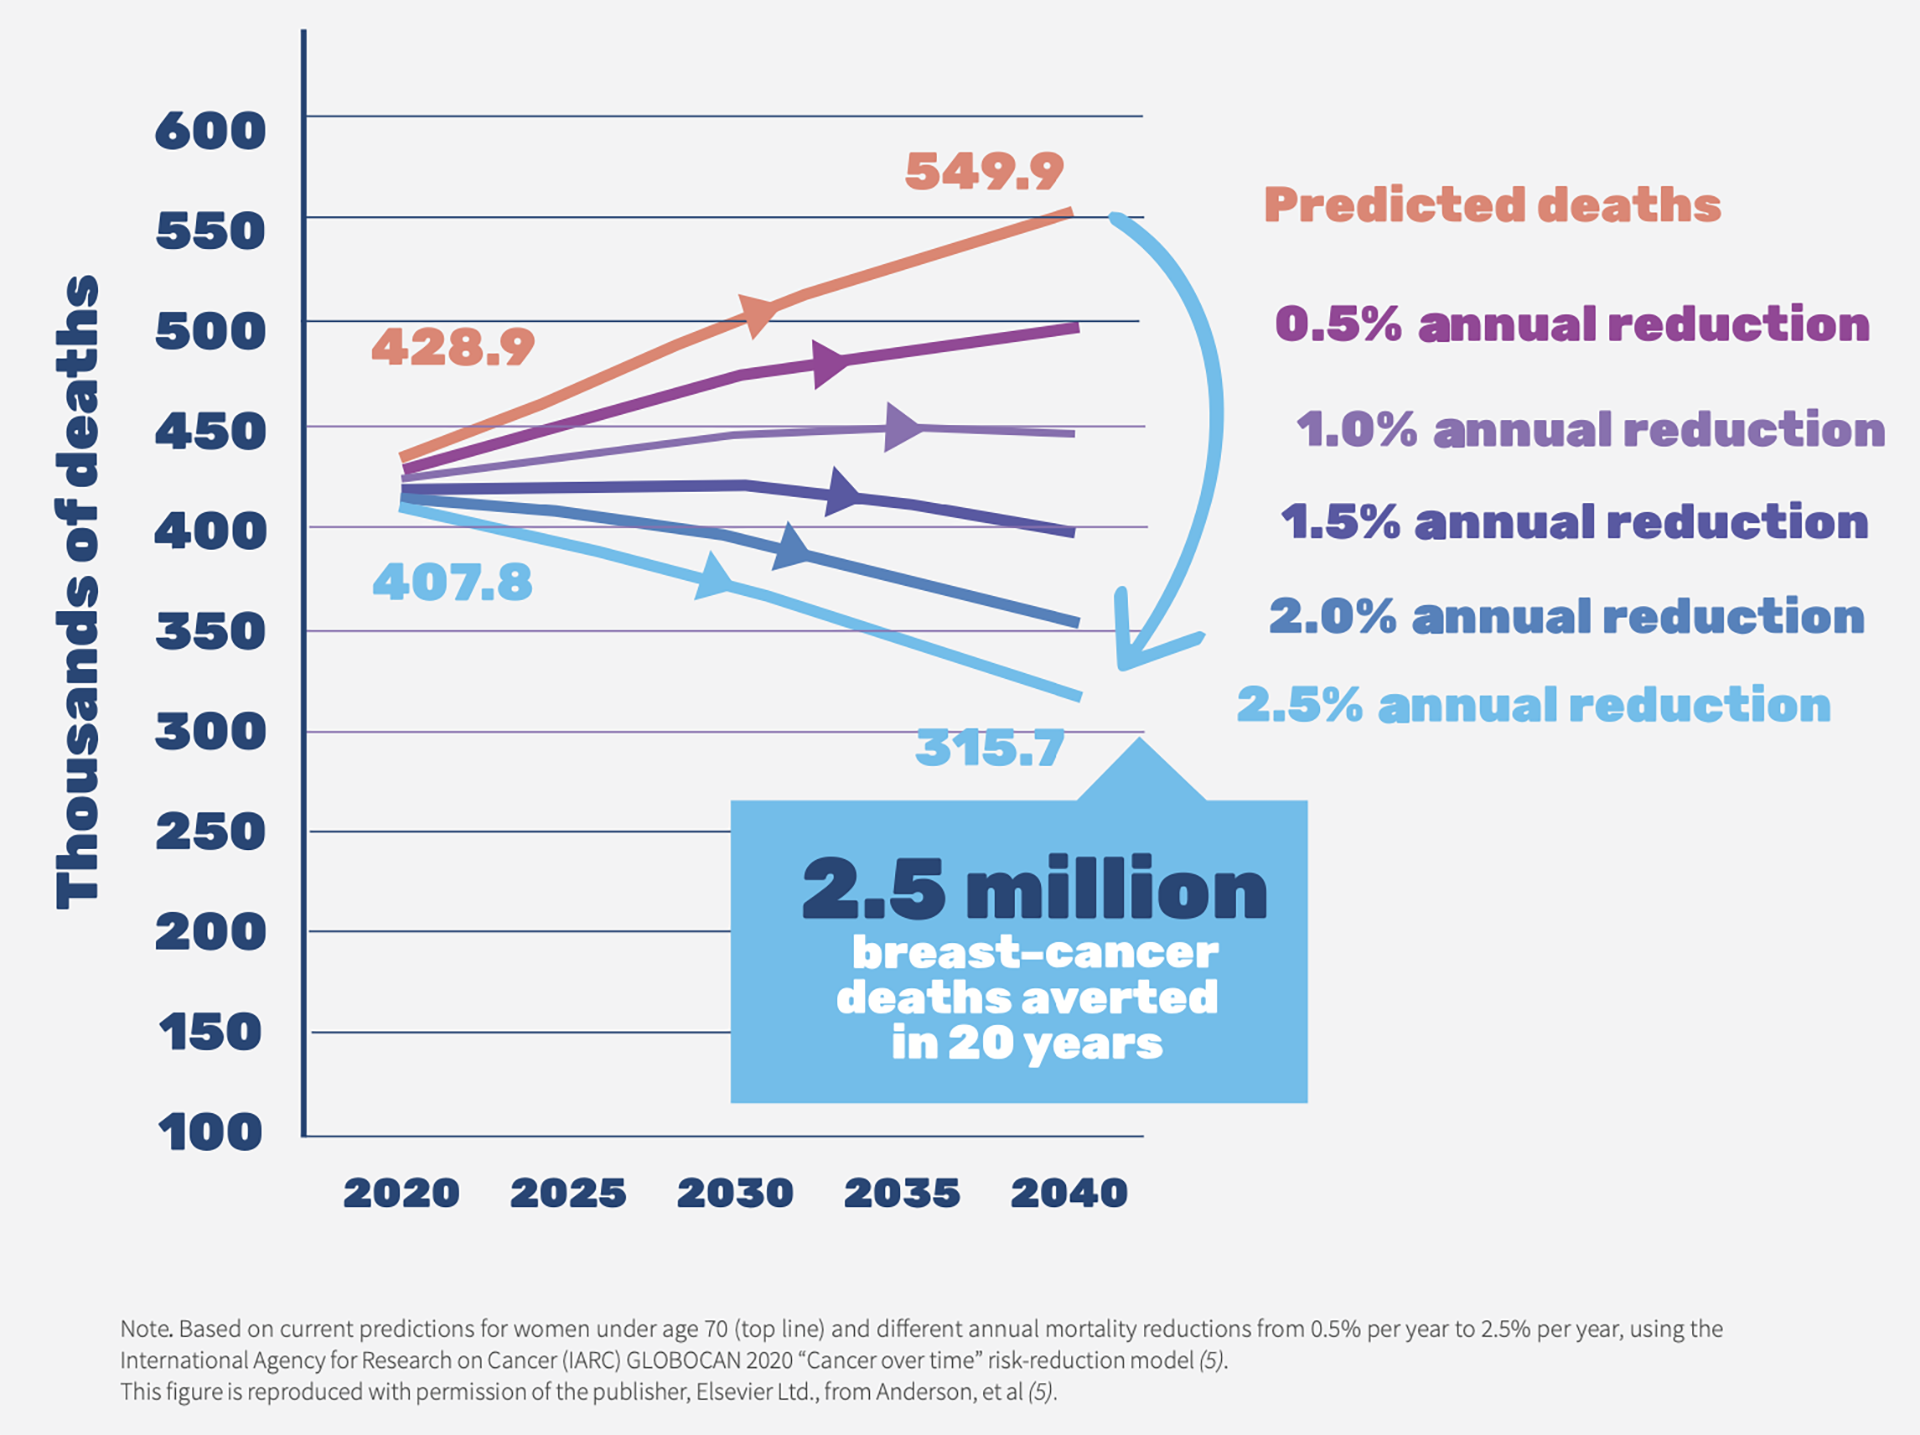 Thousands of deaths
600
550
500
450
400
350
300
250
200
150
100
2020 2025 2030 2035 2040
549.9
428.9
407.8
315.7
Predicted deaths
0.5% annual reduction
1.0% annual reduction
1.5% annual reduction
2.0% annual reduction
2.5% annual reduction
2.5 million
breast-cancer
deaths averted
in 20 years
Note. Based on current predictions for women under age 70 (top line) and different annual mortality reductions from 0.5% per year to 2.5% per year, using the
International Agency for Research on Cancer (IARC) GLOBOCAN 2020 “Cancer over time” risk-reduction model (5).
This figure is reproduced with permission of the publisher, Elsevier Ltd., from Anderson, et al (5).